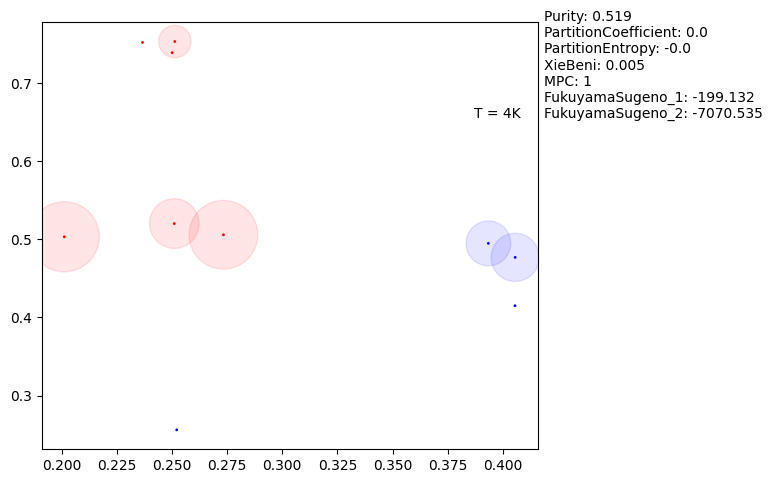 Purity: 0.519
PartitionCoefficient: 0.0
PartitionEntropy: -0.0
XieBeni: 0.005
MPC: 1
FukuyamaSugeno_1: -199.132
FukuyamaSugeno_2: -7070.535
T = 4K
0.7
0.6
0.5
0.4
0.3
0.200 0.225 0.250 0.275 0.300 0.325 0.350 0.375 0.400